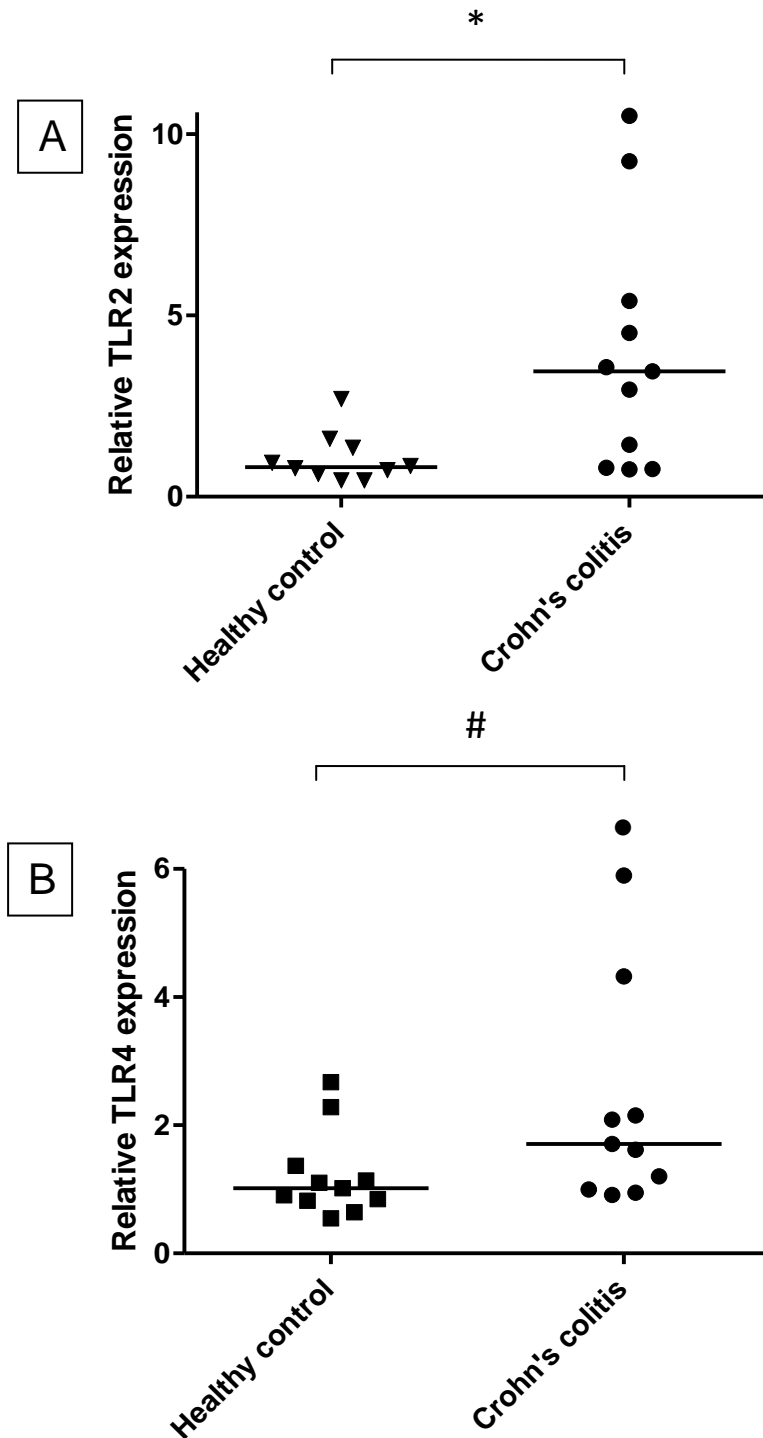 *
A
Relative TLR2 expression
10
5
0
Healthy control
Crohn's colitis
#
B
Relative TLR4 expression
6
4
2
0
Healthy control
Crohn's colitis